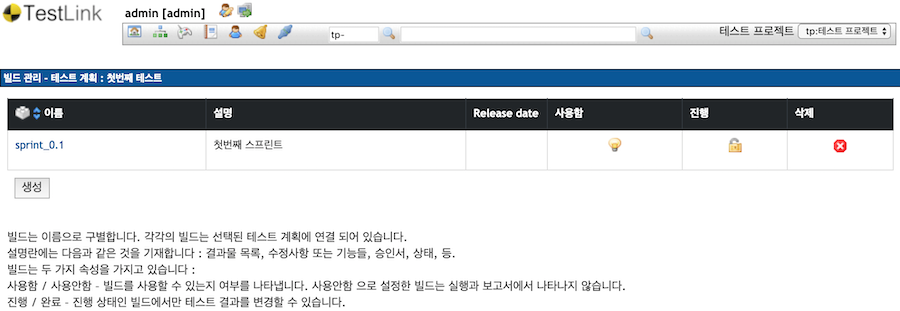 TestLink
admin [admin]
tp-
테스트 프로젝트
tp:테스트 프로젝트
빌드 관리 - 테스트 계획 : 첫번째 테스트
이름 설명 Release date 사용함 진행 삭제
sprint_0.1 첫번째 스프린트
생성
빌드는 이름으로 구별합니다. 각각의 빌드는 선택된 테스트 계획에 연결 되어 있습니다.
설명란에는 다음과 같은 것을 기재합니다 : 결과물 목록, 수정사항 또는 기능들, 승인서, 상태, 등.
빌드는 두 가지 속성을 가지고 있습니다 :
사용함 / 사용안함 - 빌드를 사용할 수 있는지 여부를 나타냅니다. 사용안함 으로 설정한 빌드는 실행과 보고서에서 나타나지 않습니다.
진행 / 완료 - 진행 상태인 빌드에서만 테스트 결과를 변경할 수 있습니다.